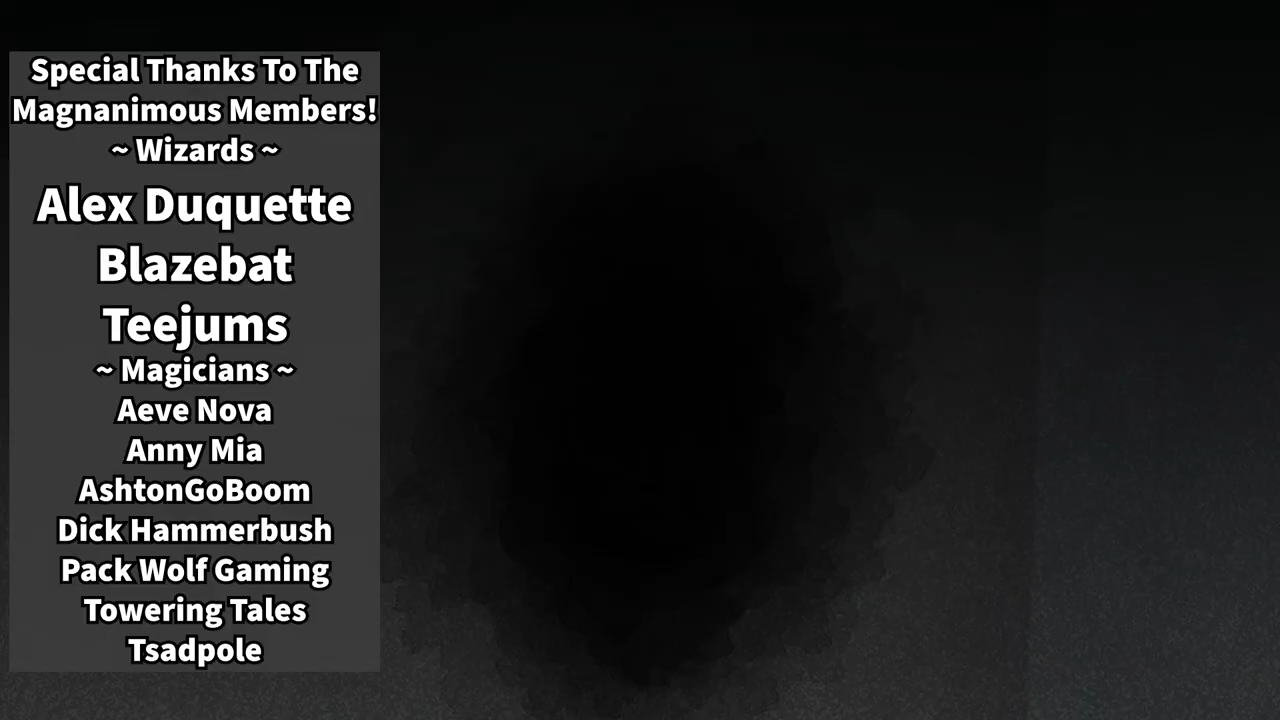 Special Thanks To The
Magnanimous Members!
~ Wizards ~
Alex Duquette
Blazebat
Teejums
~ Magicians ~
Aeve Nova
Anny Mia
AshtonGoBoom
Dick Hammerbush
Pack Wolf Gaming
Towering Tales
Tsadpole